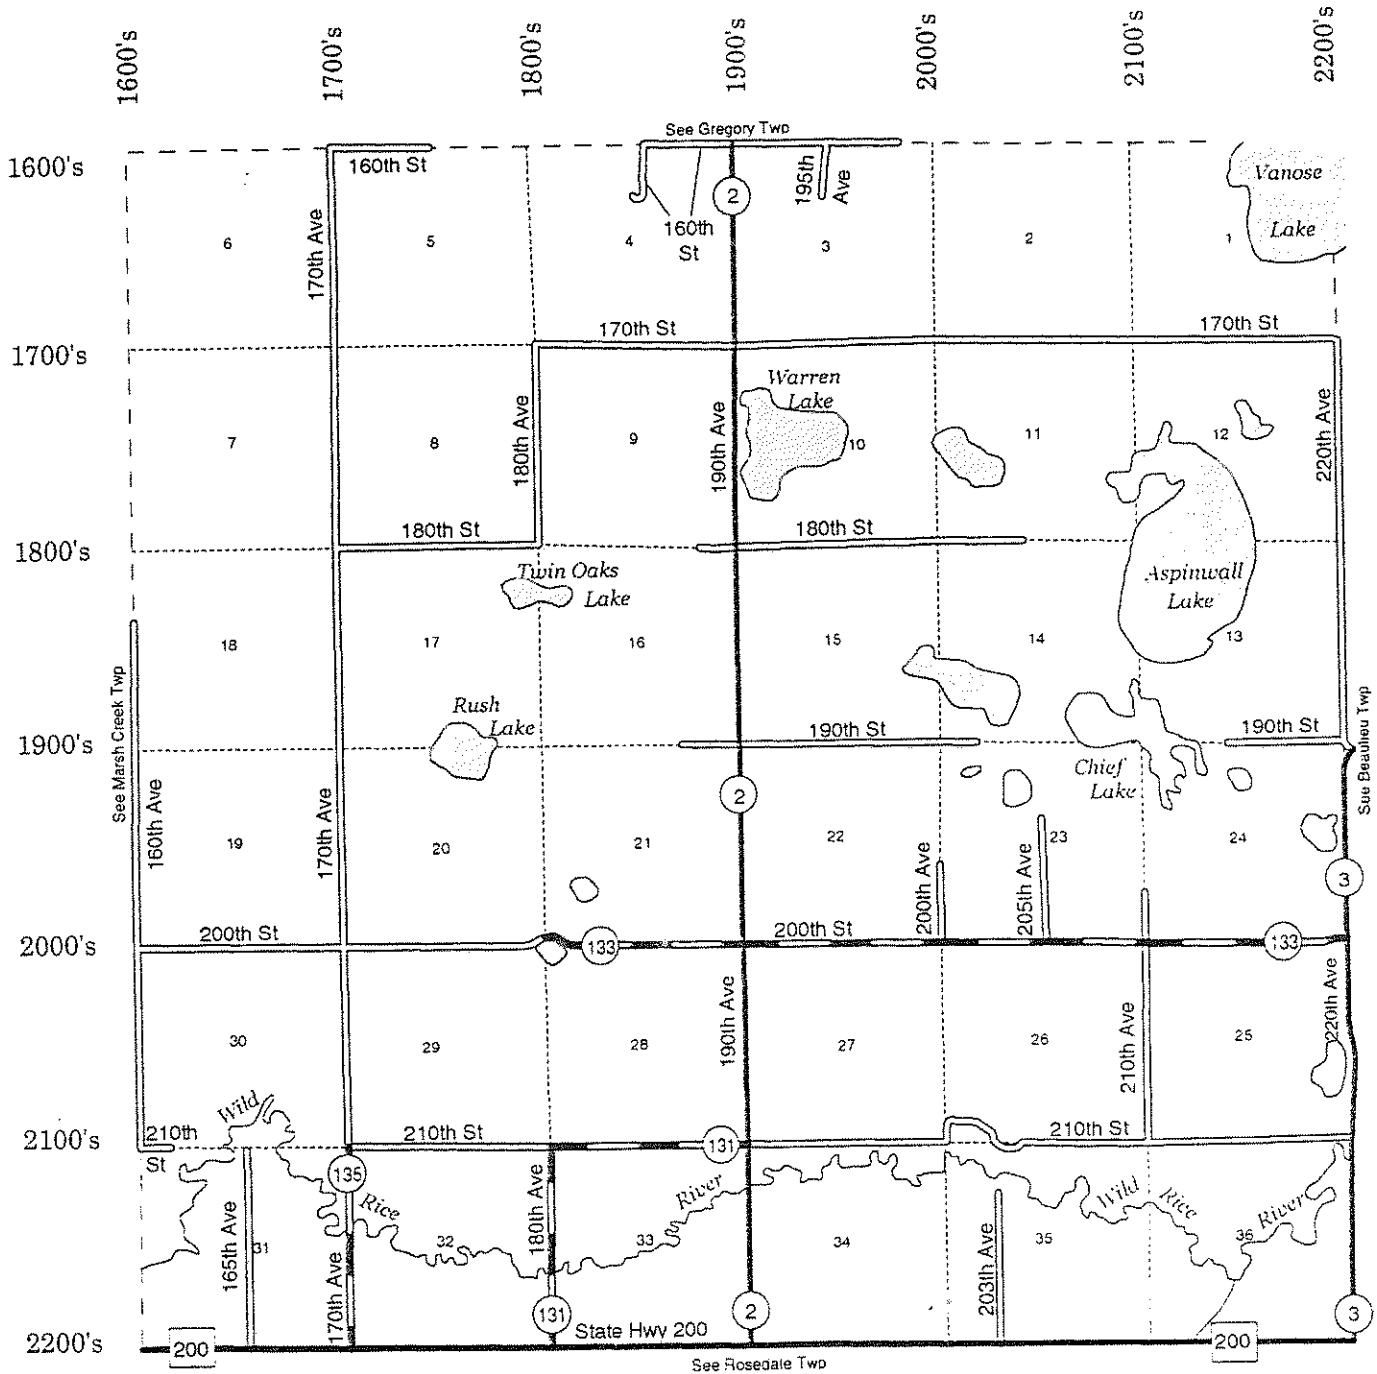 1600's
1700's
1800's
1900's
2000's
2100's
2200's
See Gregory Twp
1600's
160th St
2
195th
Ave
Vanose
Lake
160th
St
170th Ave
6
5
4
3
2
1
170th St
170th St
1700's
Warren
Lake
180th Ave
190th Ave
220th Ave
7
8
9
10
11
12
180th St
180th St
1800's
Twin Oaks
Lake
Aspinwall
Lake
18
17
16
15
14
13
See Marsh Creek Twp
Rush
Lake
190th St
190th St
1900's
See Beaulieu Twp
Chief
Lake
2
160th Ave
170th Ave
19
20
21
22
23
24
200th Ave
205th Ave
3
200th St
200th St
2000's
133
133
190th Ave
210th Ave
220th Ave
30
29
28
27
26
25
Wild
2100's
210th
St
210th St
131
210th St
135
Rice
River
Wild
Rice
River
165th Ave
31
170th Ave
32
180th Ave
33
34
203th Ave
35
36
131
2
3
State Hwy 200
2200's
200
200
See Rosedale Twp